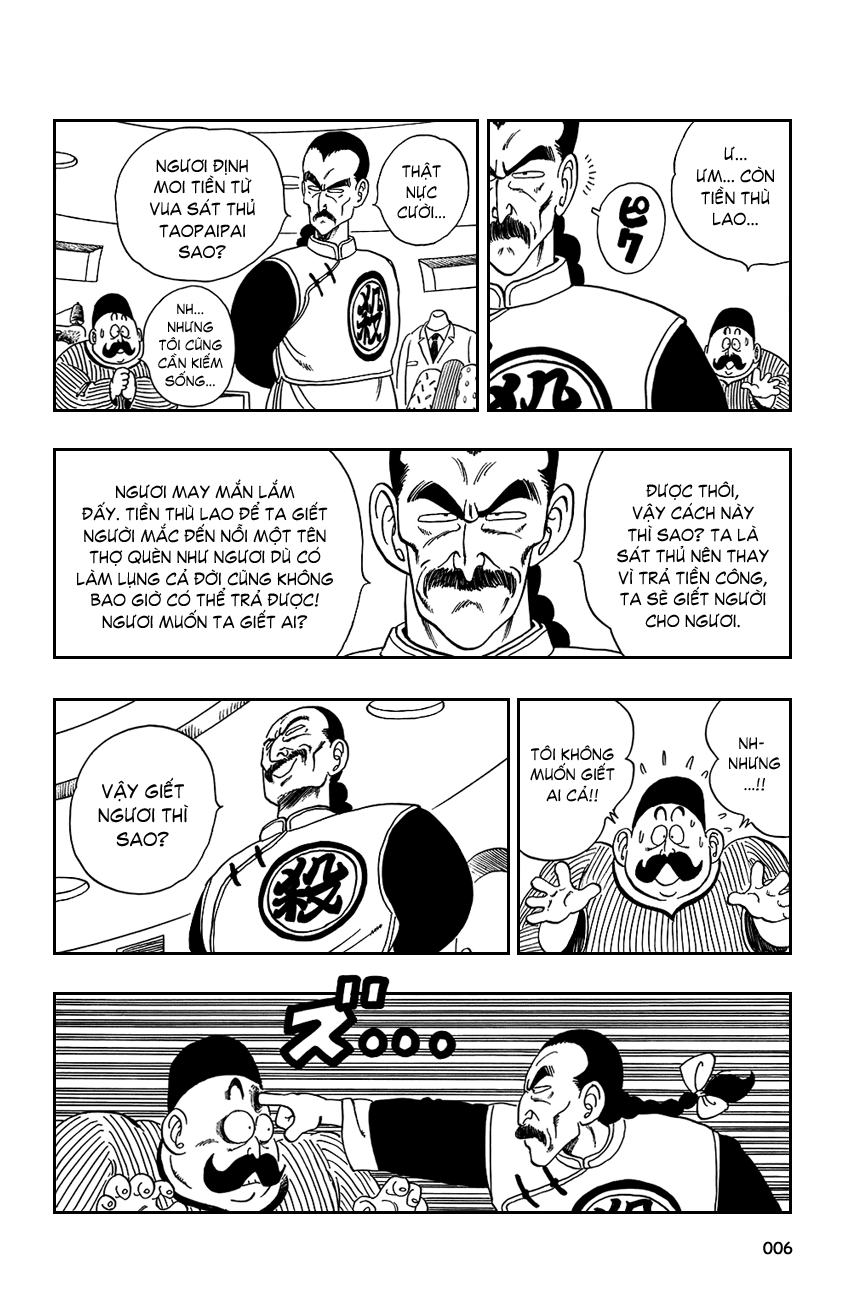 Ư...
ƯM... CÒN
TIỀN THÙ
LAO...
ピク
THẬT
NỰC
CƯỜI...
NGƯƠI ĐỊNH
MOI TIỀN TỪ
VUA SÁT THỦ
TAOPAIPAI
SAO?
NH...
NHƯNG
TÔI CŨNG
CẦN KIẾM
SỐNG...
殺
ĐƯỢC THÔI,
VẬY CÁCH NÀY
THÌ SAO? TA LÀ
SÁT THỦ NÊN THAY
VÌ TRẢ TIỀN CÔNG,
TA SẼ GIẾT NGƯỜI
CHO NGƯƠI.
NGƯƠI MAY MẮN LẮM
ĐẤY. TIỀN THÙ LAO ĐỂ TA GIẾT
NGƯỜI MẮC ĐẾN NỖI MỘT TÊN
THỢ QUÈN NHƯ NGƯƠI DÙ CÓ
LÀM LỤNG CẢ ĐỜI CŨNG KHÔNG
BAO GIỜ CÓ THỂ TRẢ ĐƯỢC!
NGƯƠI MUỐN TA GIẾT AI?
NH-
NHƯNG
...!!
TÔI KHÔNG
MUỐN GIẾT
AI CẢ!!
VẬY GIẾT
NGƯƠI THÌ
SAO?
殺
ズ...
006